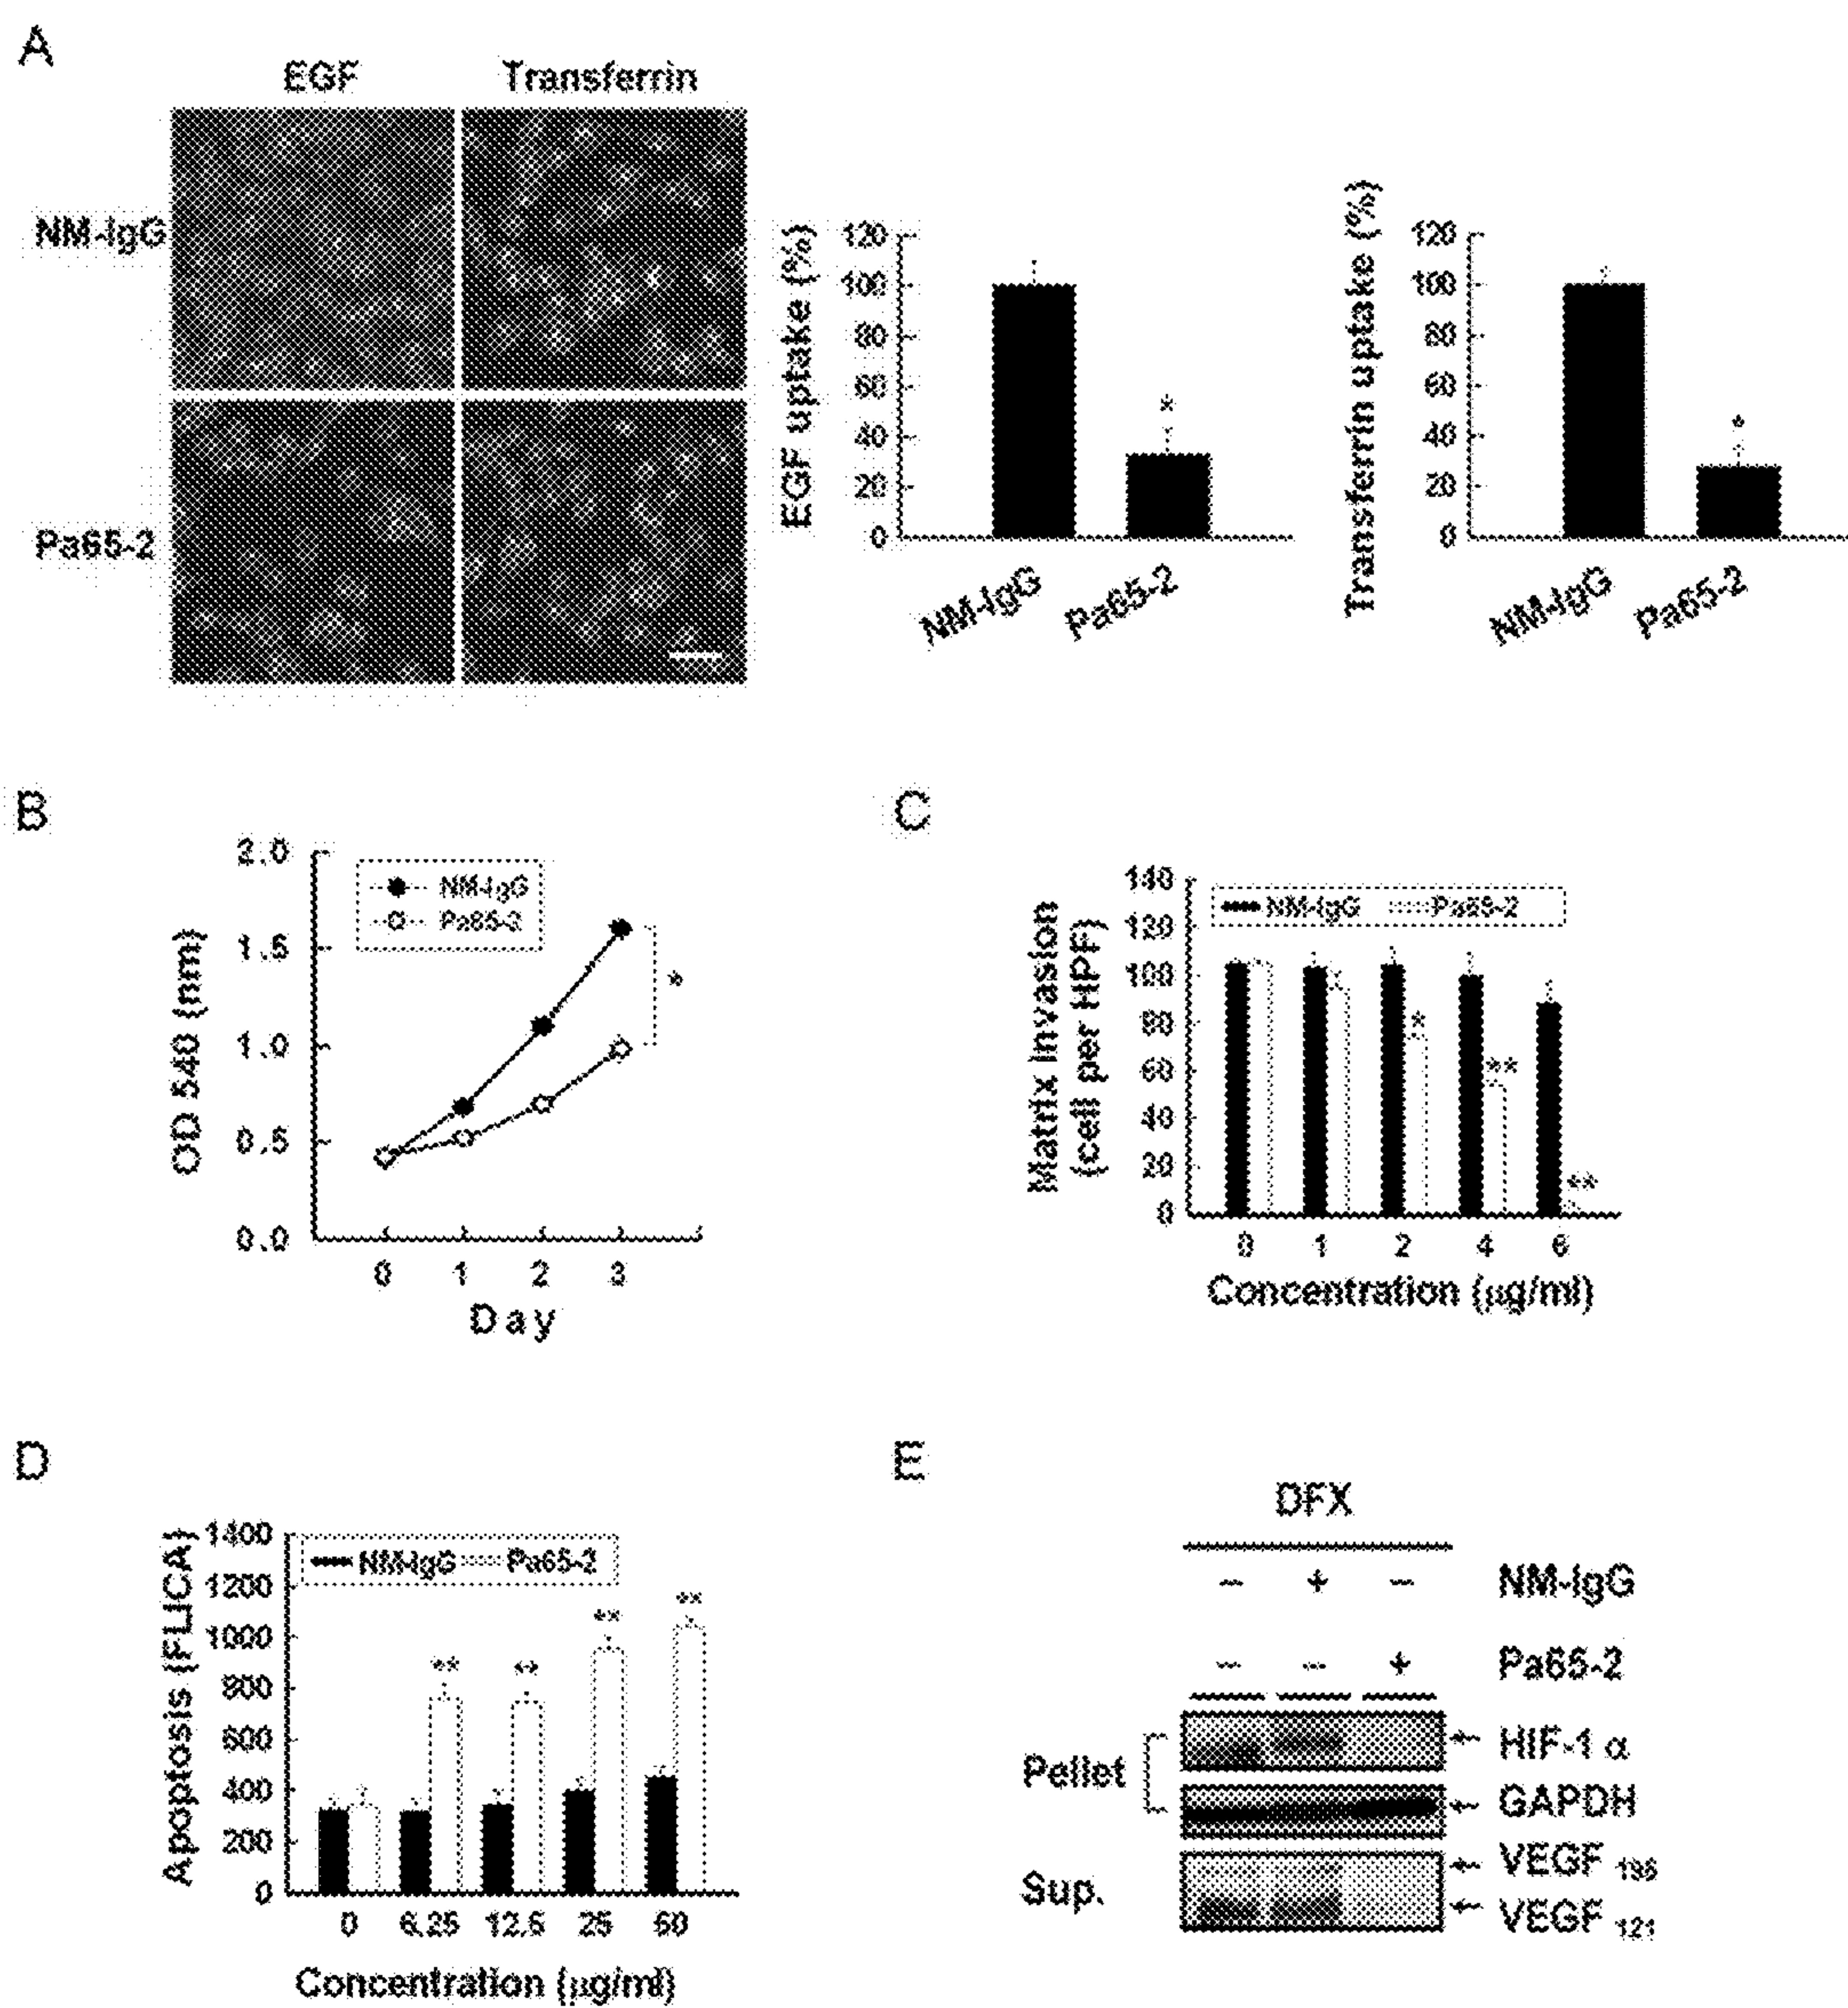 A
EGF Transferrin
NM-IgG
Pa65-2
EGF uptake (%)
120
100
80
60
40
20
0
*
NM-IgG Pa65-2
Transferrin uptake (%)
120
100
80
60
40
20
0
*
NM-IgG Pa65-2
B
OD 540 (nm)
2.0
1.5
1.0
0.5
0.0
NM-IgG
Pa65-2
*
0 1 2 3
Day
C
Matrix Invasion
(cell per HPF)
140
120
100
80
60
40
20
0
NM-IgG Pa65-2
*
**
**
0 1 2 4 6
Concentration (µg/ml)
D
Apoptosis (FLICA)
1400
1200
1000
800
600
400
200
0
NM-IgG Pa65-2
** ** ** **
0 6.25 12.5 25 50
Concentration (µg/ml)
E
DFX
− + − NM-IgG
− − + Pa65-2
Pellet
HIF-1 α
GAPDH
Sup.
VEGF
VEGF 121